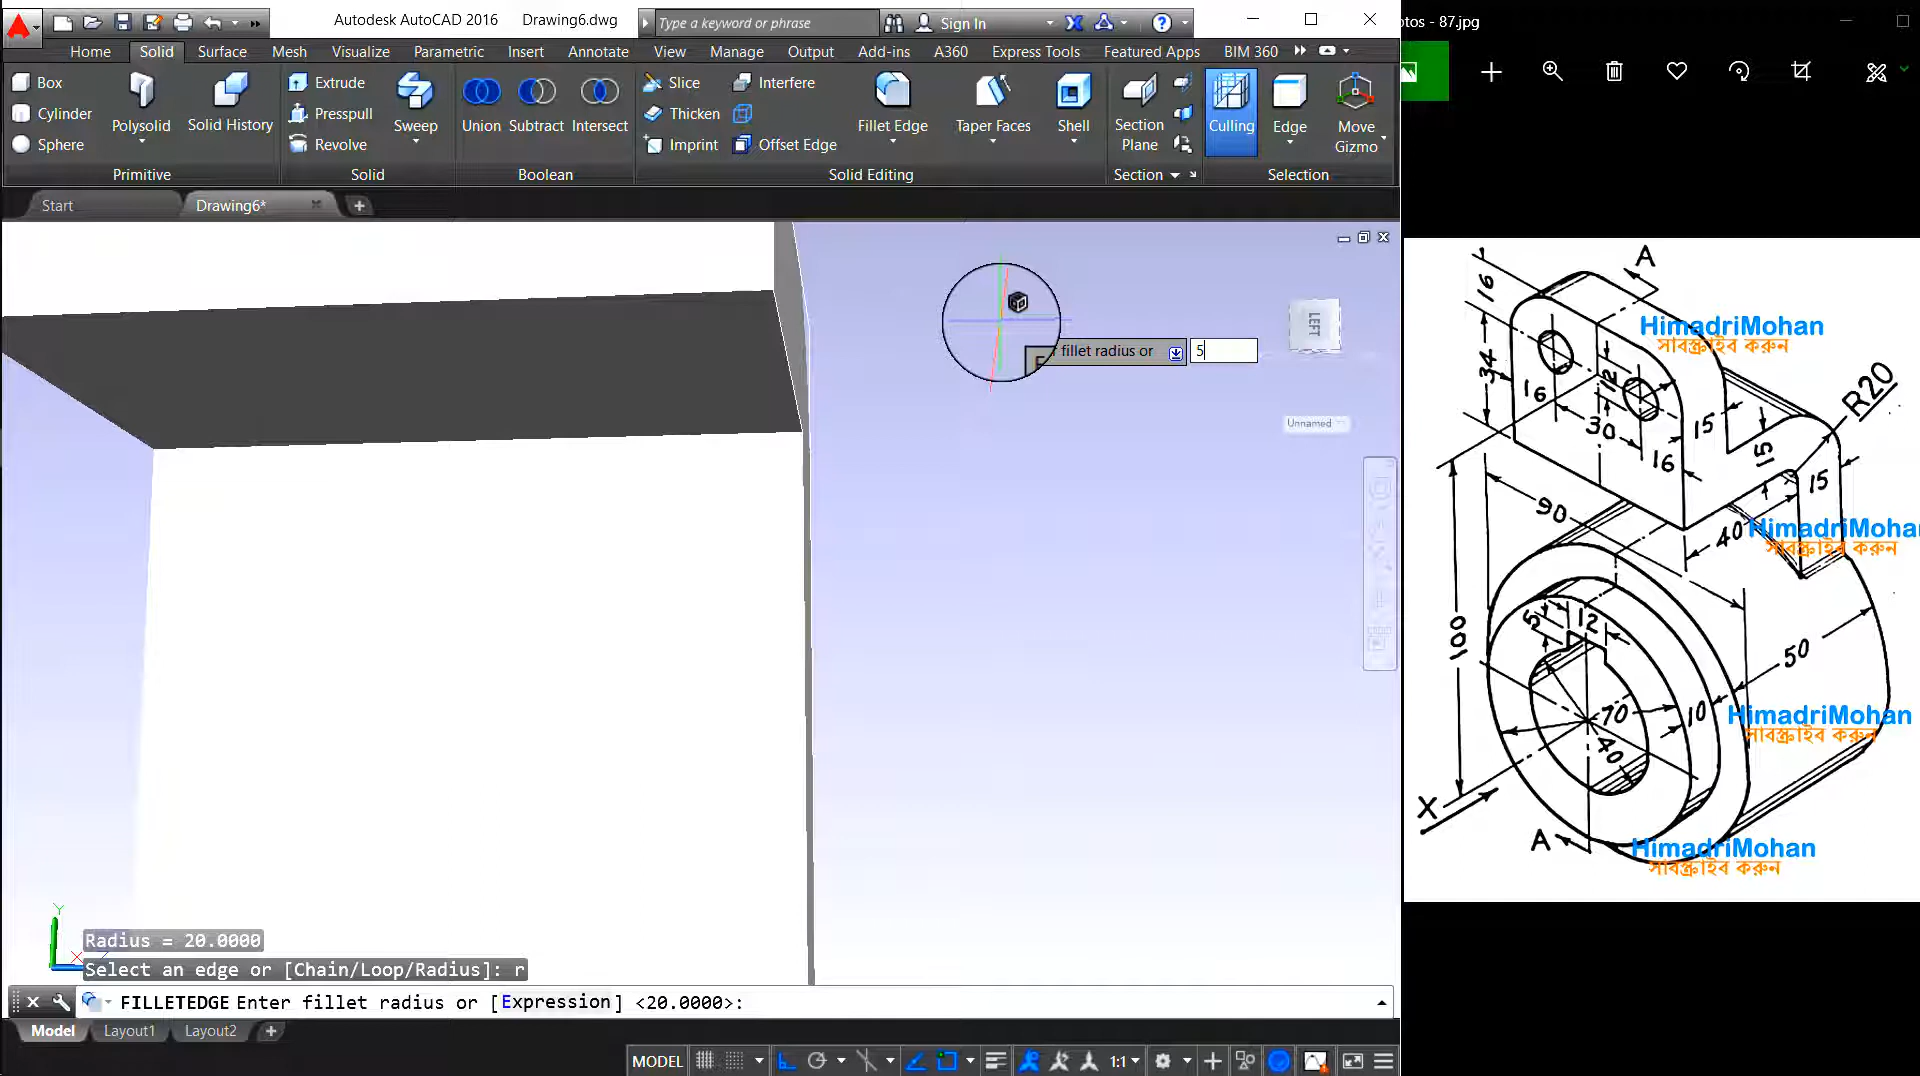 Autodesk AutoCAD 2016 Drawing6.dwg
Type a keyword or phrase
Sign In
otos - 87.jpg
Home Solid Surface Mesh Visualize Parametric Insert Annotate View Manage Output Add-ins A360 Express Tools Featured Apps BIM 360
Box
Cylinder
Sphere
Polysolid
Solid History
Primitive
Extrude
Presspull
Revolve
Sweep
Solid
Union
Subtract
Intersect
Boolean
Slice
Thicken
Imprint
Interfere
Offset Edge
Fillet Edge
Taper Faces
Shell
Solid Editing
Section
Plane
Section
Culling
Edge
Move
Gizmo
Selection
Start
Drawing6*
LEFT
fillet radius or
5
Unnamed
Y
X
Radius = 20.0000
Select an edge or [Chain/Loop/Radius]: r
FILLETEDGE Enter fillet radius or [Expression] <20.0000>:
Model
Layout1
Layout2
MODEL
1:1
A
16
HimadriMohan
সাবস্ক্রাইব করুন
34
12
R20
16
30
15
15
16
15
90
40
HimadriMohan
সাবস্ক্রাইব করুন
5
12
100
50
70
10
HimadriMohan
সাবস্ক্রাইব করুন
40
X
A
HimadriMohan
সাবস্ক্রাইব করুন